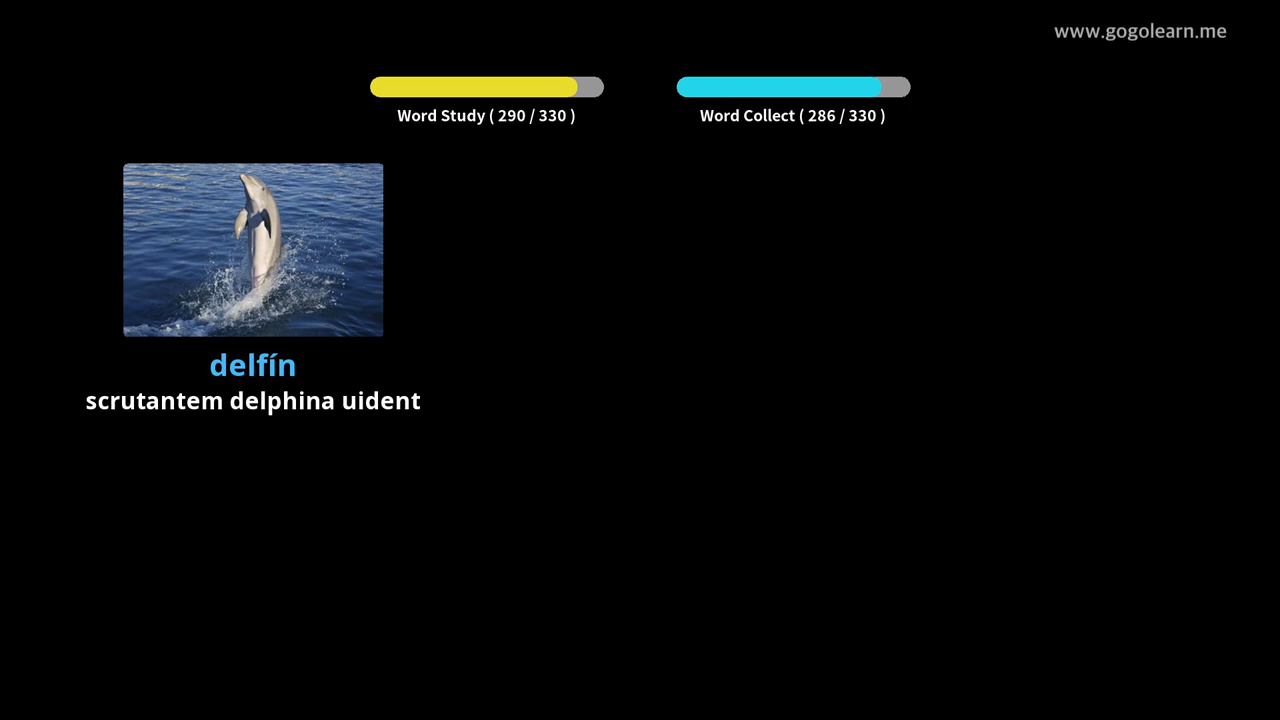 www.gogolearn.me
Word Study ( 290 / 330 )
Word Collect ( 286 / 330 )
delfín
scrutantem delphina uident